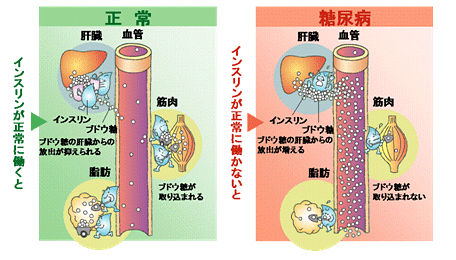 インスリンが正常に働くと
正常
肝臓
血管
インスリン
ブドウ糖
ブドウ糖の肝臓からの
放出が抑えられる
筋肉
脂肪
ブドウ糖が
取り込まれる
インスリンが正常に働かないと
糖尿病
肝臓
血管
インスリン
ブドウ糖
ブドウ糖の肝臓からの
放出が増える
筋肉
脂肪
ブドウ糖が
取り込まれない